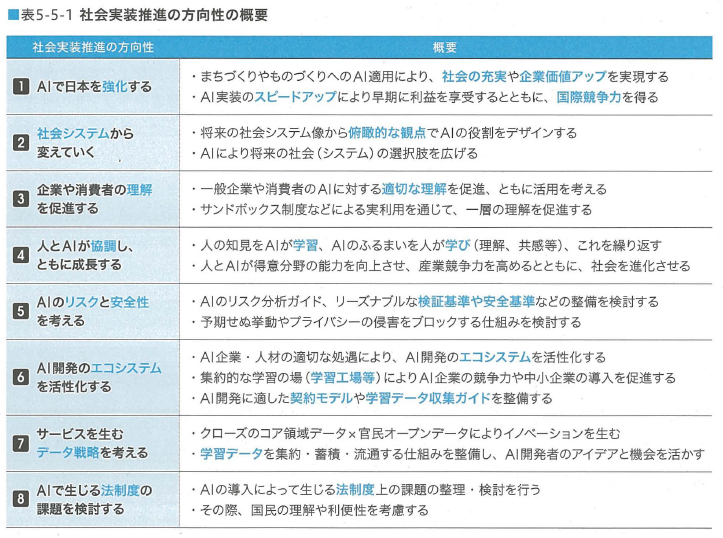 ■表5-5-1 社会実装推進の方向性の概要
社会実装推進の方向性
概要
1 AIで日本を強化する
・まちづくりやものづくりへのAI適用により、社会の充実や企業価値アップを実現する
・AI実装のスピードアップにより早期に利益を享受するとともに、国際競争力を得る
2 社会システムから
変えていく
・将来の社会システム像から俯瞰的な観点でAIの役割をデザインする
・AIにより将来の社会（システム）の選択肢を広げる
3 企業や消費者の理解
を促進する
・一般企業や消費者のAIに対する適切な理解を促進、ともに活用を考える
・サンドボックス制度などによる実利用を通じて、一層の理解を促進する
4 人とAIが協調し、
ともに成長する
・人の知見をAIが学習、AIのふるまいを人が学び（理解、共感等）、これを繰り返す
・人とAIが得意分野の能力を向上させ、産業競争力を高めるとともに、社会を進化させる
5 AIのリスクと安全性
を考える
・AIのリスク分析ガイド、リーズナブルな検証基準や安全基準などの整備を検討する
・予期せぬ挙動やプライバシーの侵害をブロックする仕組みを検討する
6 AI開発のエコシステム
を活性化する
・AI企業・人材の適切な処遇により、AI開発のエコシステムを活性化する
・集約的な学習の場（学習工場等）によりAI企業の競争力や中小企業の導入を促進する
・AI開発に適した契約モデルや学習データ収集ガイドを整備する
7 サービスを生む
データ戦略を考える
・クローズのコア領域データ×官民オープンデータによりイノベーションを生む
・学習データを集約・蓄積・流通する仕組みを整備し、AI開発者のアイデアと機会を活かす
8 AIで生じる法制度の
課題を検討する
・AIの導入によって生じる法制度上の課題の整理・検討を行う
・その際、国民の理解や利便性を考慮する